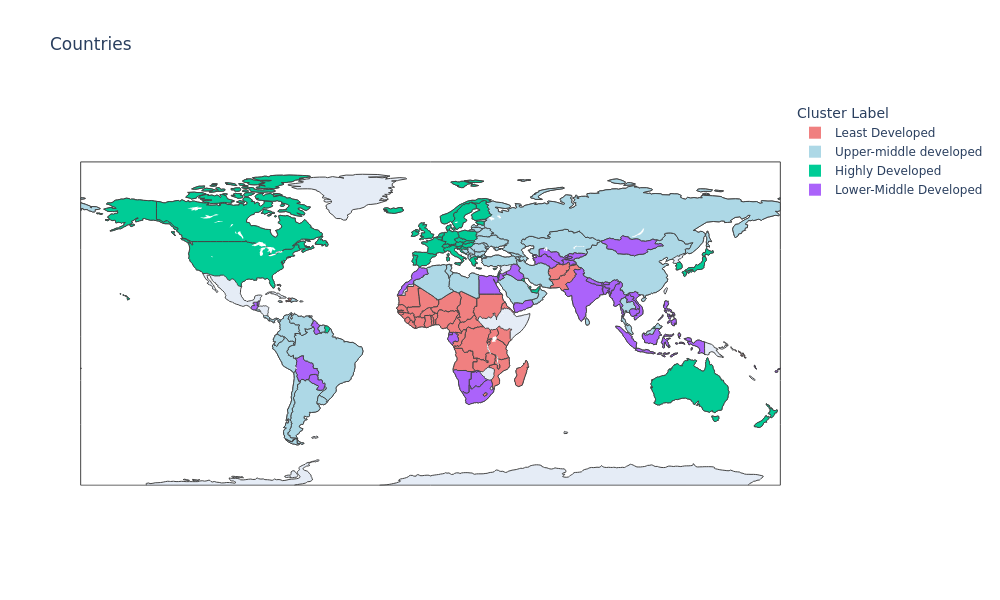 Countries
Cluster Label
Least Developed
Upper-middle developed
Highly Developed
Lower-Middle Developed